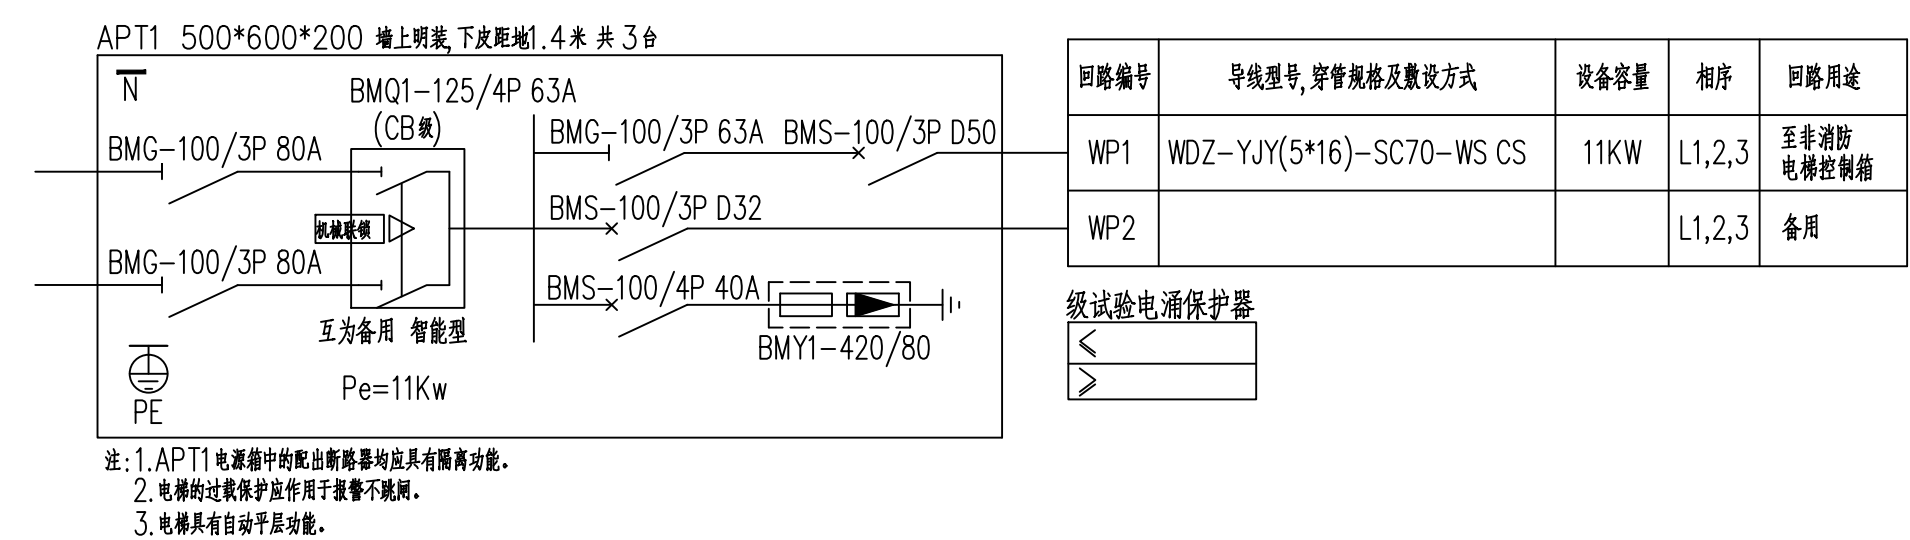 APT1 500*600*200 墙上明装,下皮距地1.4米 共 3台
N
BMQ1-125/4P 63A
(CB级)
BMG-100/3P 80A
BMG-100/3P 63A
BMS-100/3P D50
机械联锁
BMS-100/3P D32
BMG-100/3P 80A
BMS-100/4P 40A
互为备用 智能型
BMY1-420/80
PE
Pe=11Kw
回路编号 导线型号,穿管规格及敷设方式 设备容量 相序 回路用途
WP1 WDZ-YJY(5*16)-SC70-WS CS 11KW L1,2,3 至非消防
电梯控制箱
WP2 L1,2,3 备用
级试验电涌保护器
≤
≥
注:1.APT1电源箱中的配出断路器均应具有隔离功能。
2.电梯的过载保护应作用于报警不跳闸。
3.电梯具有自动平层功能。